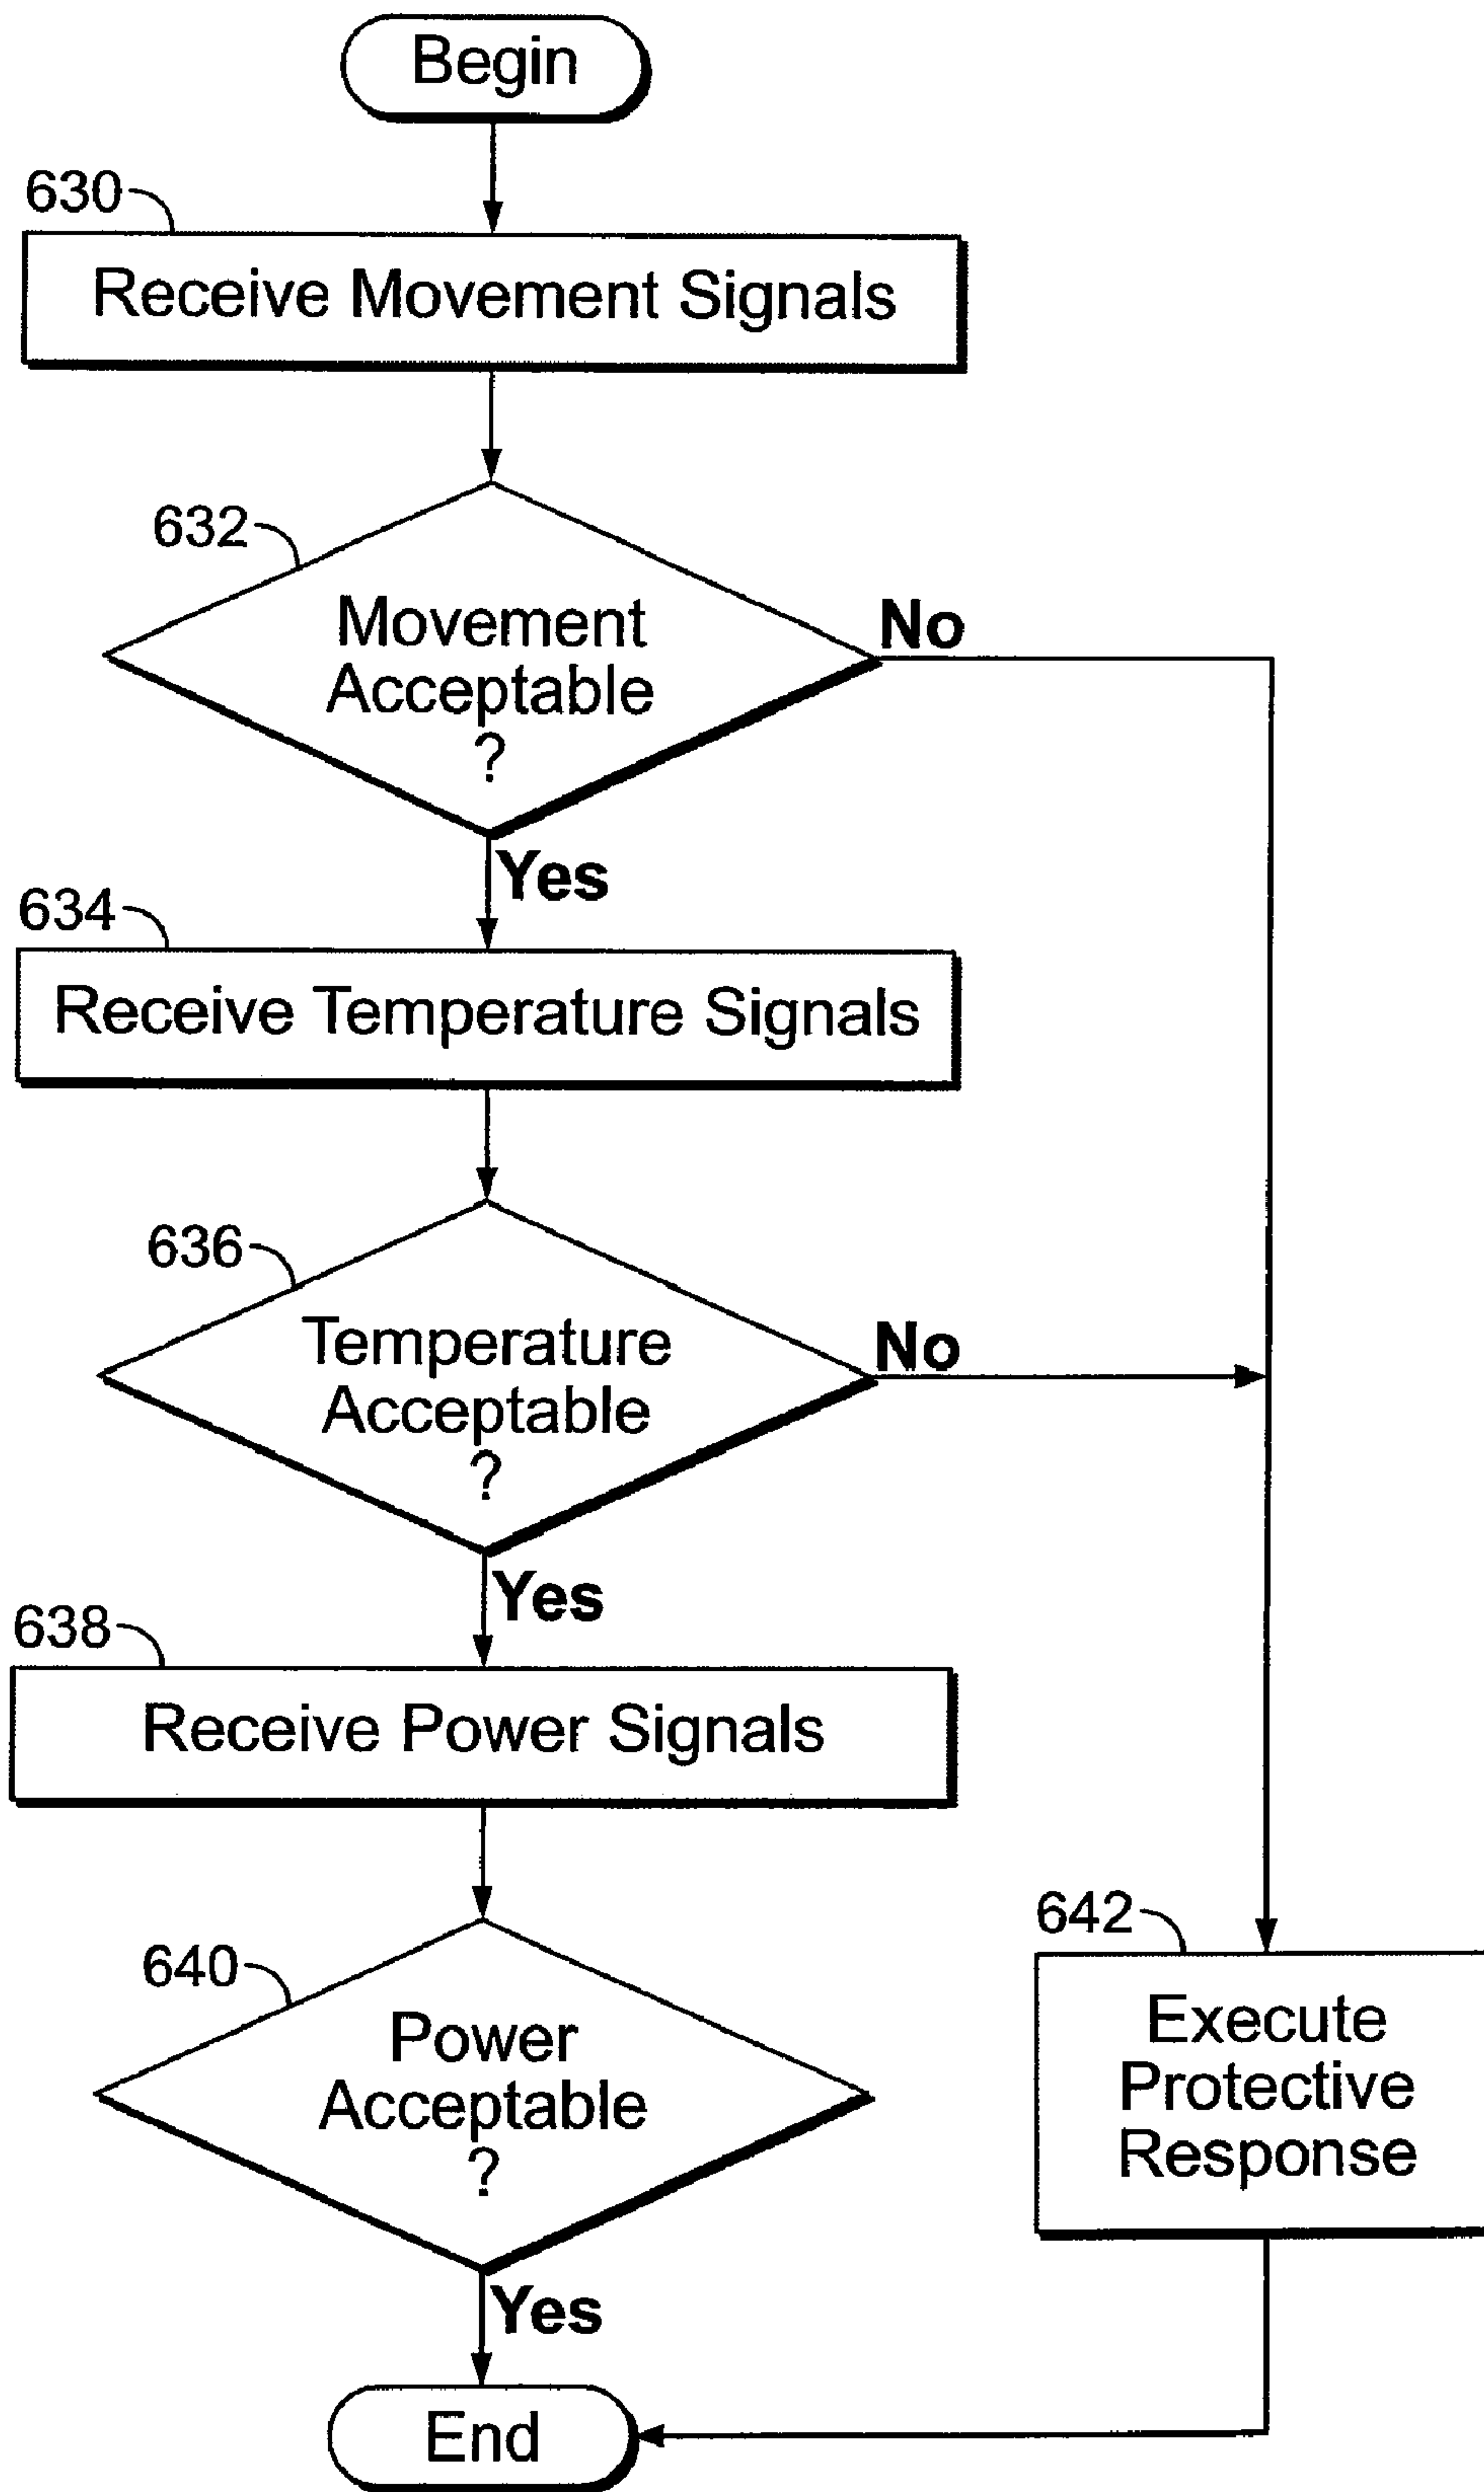 Begin
630
Receive Movement Signals
632
Movement
Acceptable
?
No
Yes
634
Receive Temperature Signals
636
Temperature
Acceptable
?
No
Yes
638
Receive Power Signals
640
Power
Acceptable
?
Yes
642
Execute
Protective
Response
End